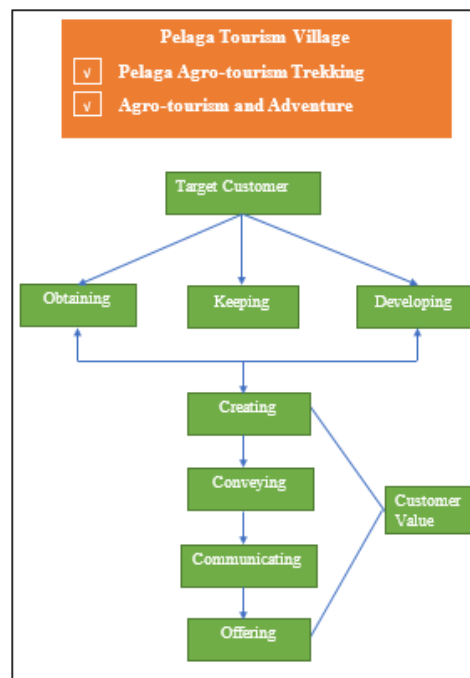 Pelaga Tourism Village
√ Pelaga Agro-tourism Trekking
√ Agro-tourism and Adventure
Target Customer
Obtaining
Keeping
Developing
Creating
Conveying
Customer
Value
Communicating
Offering